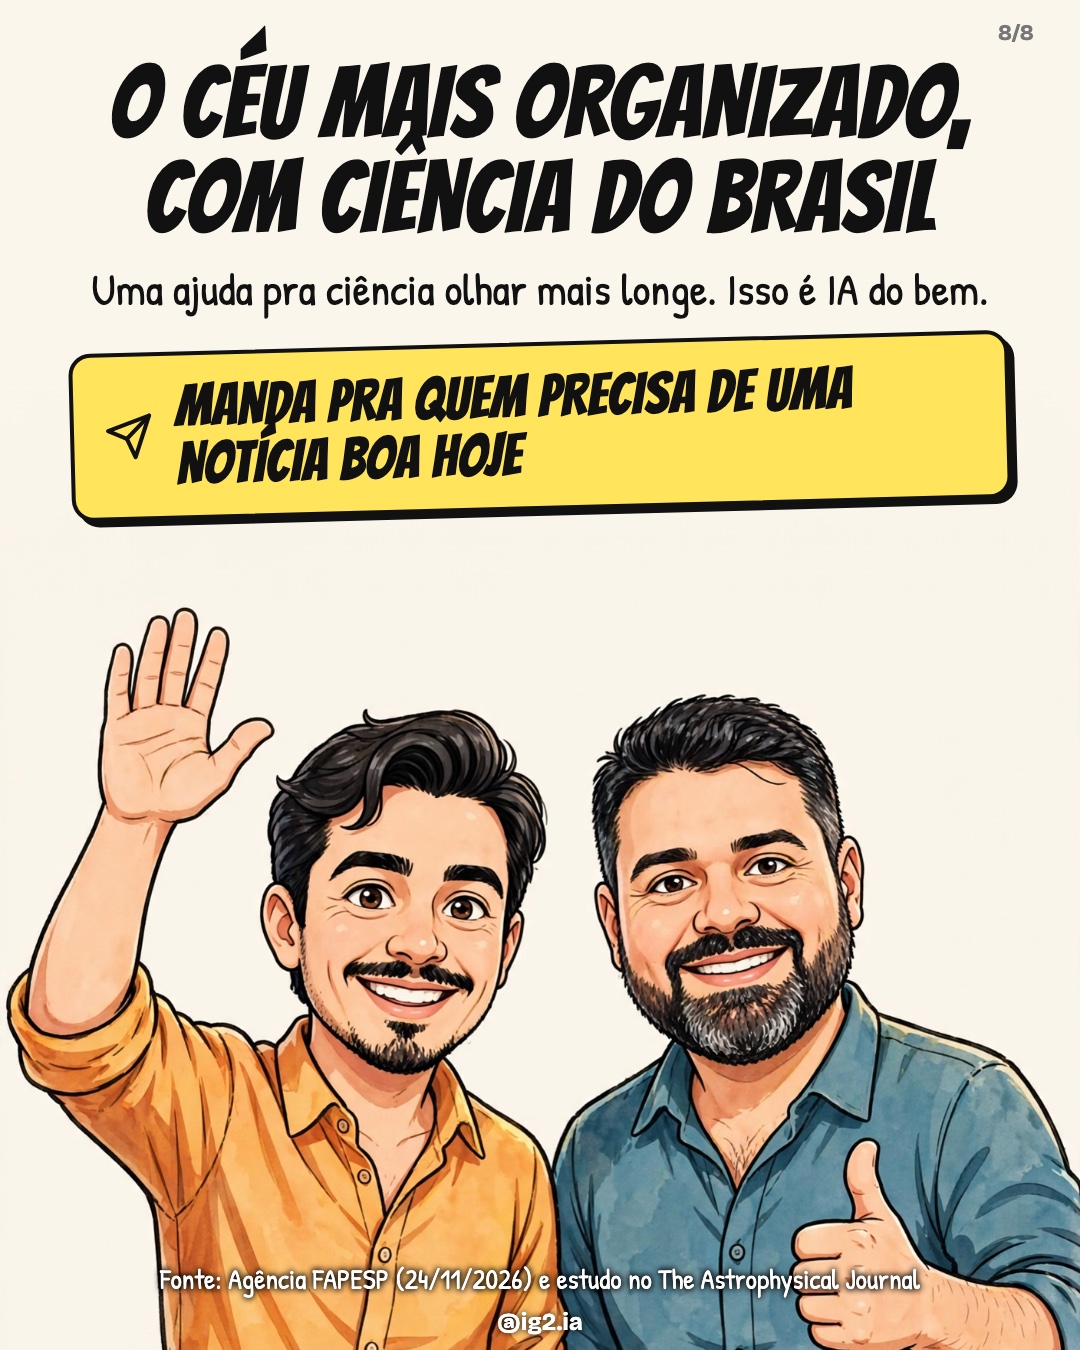 8/8
O CÉU MAIS ORGANIZADO,
COM CIÊNCIA DO BRASIL
Uma ajuda pra ciência olhar mais longe. Isso é IA do bem.
MANDA PRA QUEM PRECISA DE UMA
NOTÍCIA BOA HOJE
Fonte: Agência FAPESP (24/11/2026) e estudo no The Astrophysical Journal
@ig2.ia